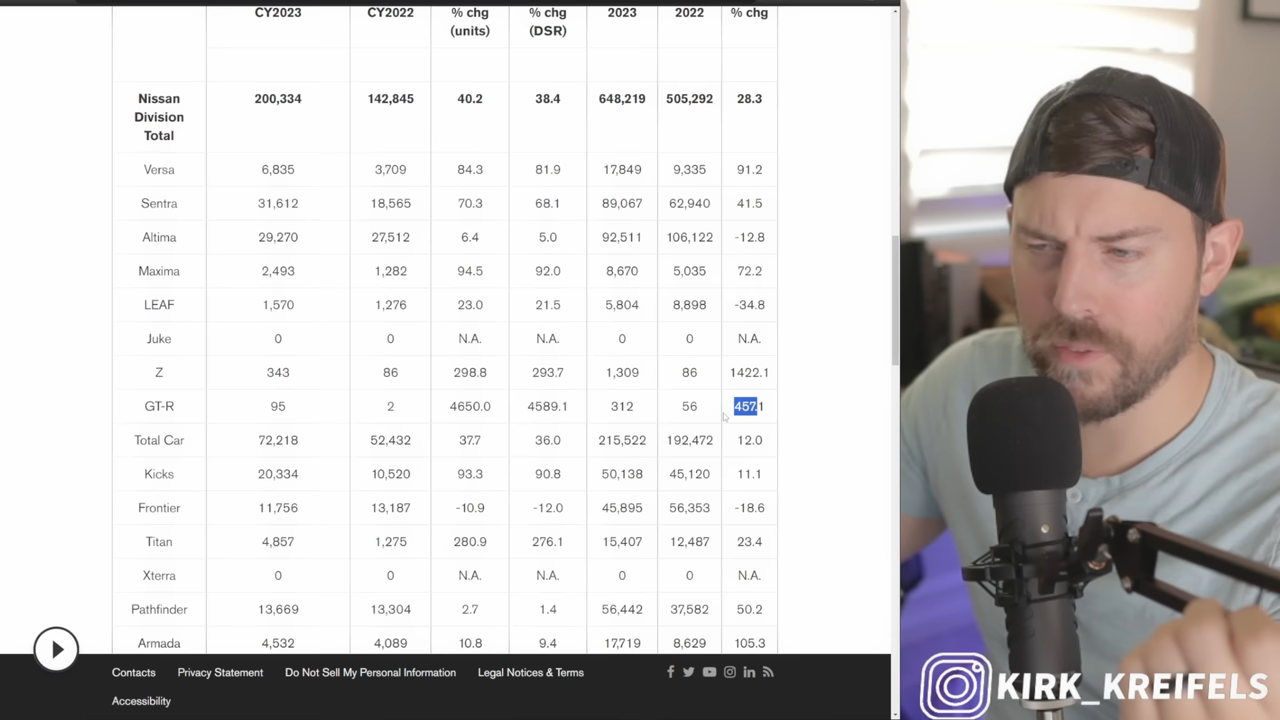 CY2023 CY2022 % chg % chg 2023 2022 % chg
(units) (DSR)
Nissan 200,334 142,845 40.2 38.4 648,219 505,292 28.3
Division
Total
Versa 6,835 3,709 84.3 81.9 17,849 9,335 91.2
Sentra 31,612 18,565 70.3 68.1 89,067 62,940 41.5
Altima 29,270 27,512 6.4 5.0 92,511 106,122 -12.8
Maxima 2,493 1,282 94.5 92.0 8,670 5,035 72.2
LEAF 1,570 1,276 23.0 21.5 5,804 8,898 -34.8
Juke 0 0 N.A. N.A. 0 0 N.A.
Z 343 86 298.8 293.7 1,309 86 1422.1
GT-R 95 2 4650.0 4589.1 312 56 457.1
Total Car 72,218 52,432 37.7 36.0 215,522 192,472 12.0
Kicks 20,334 10,520 93.3 90.8 50,138 45,120 11.1
Frontier 11,756 13,187 -10.9 -12.0 45,895 56,353 -18.6
Titan 4,857 1,275 280.9 276.1 15,407 12,487 23.4
Xterra 0 0 N.A. N.A. 0 0 N.A.
Pathfinder 13,669 13,304 2.7 1.4 56,442 37,582 50.2
Armada 4,532 4,089 10.8 9.4 17,719 8,629 105.3
Contacts Privacy Statement Do Not Sell My Personal Information Legal Notices & Terms
Accessibility
KIRK_KREIFELS